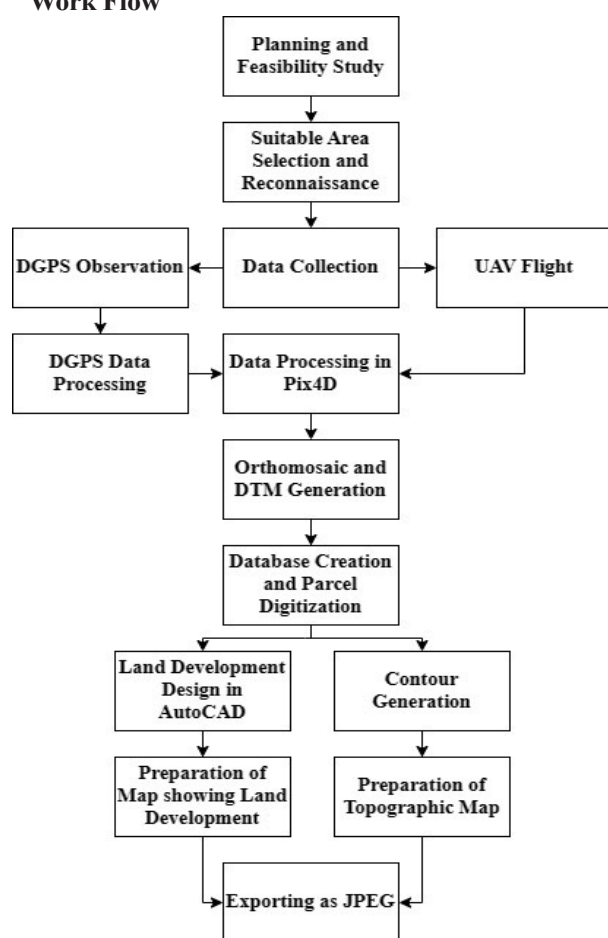 Work Flow
Planning and
Feasibility Study
Suitable Area
Selection and
Reconnaissance
DGPS Observation
Data Collection
UAV Flight
DGPS Data
Processing
Data Processing in
Pix4D
Orthomosaic and
DTM Generation
Database Creation
and Parcel
Digitization
Land Development
Design in
AutoCAD
Contour
Generation
Preparation of
Map showing Land
Development
Preparation of
Topographic Map
Exporting as JPEG